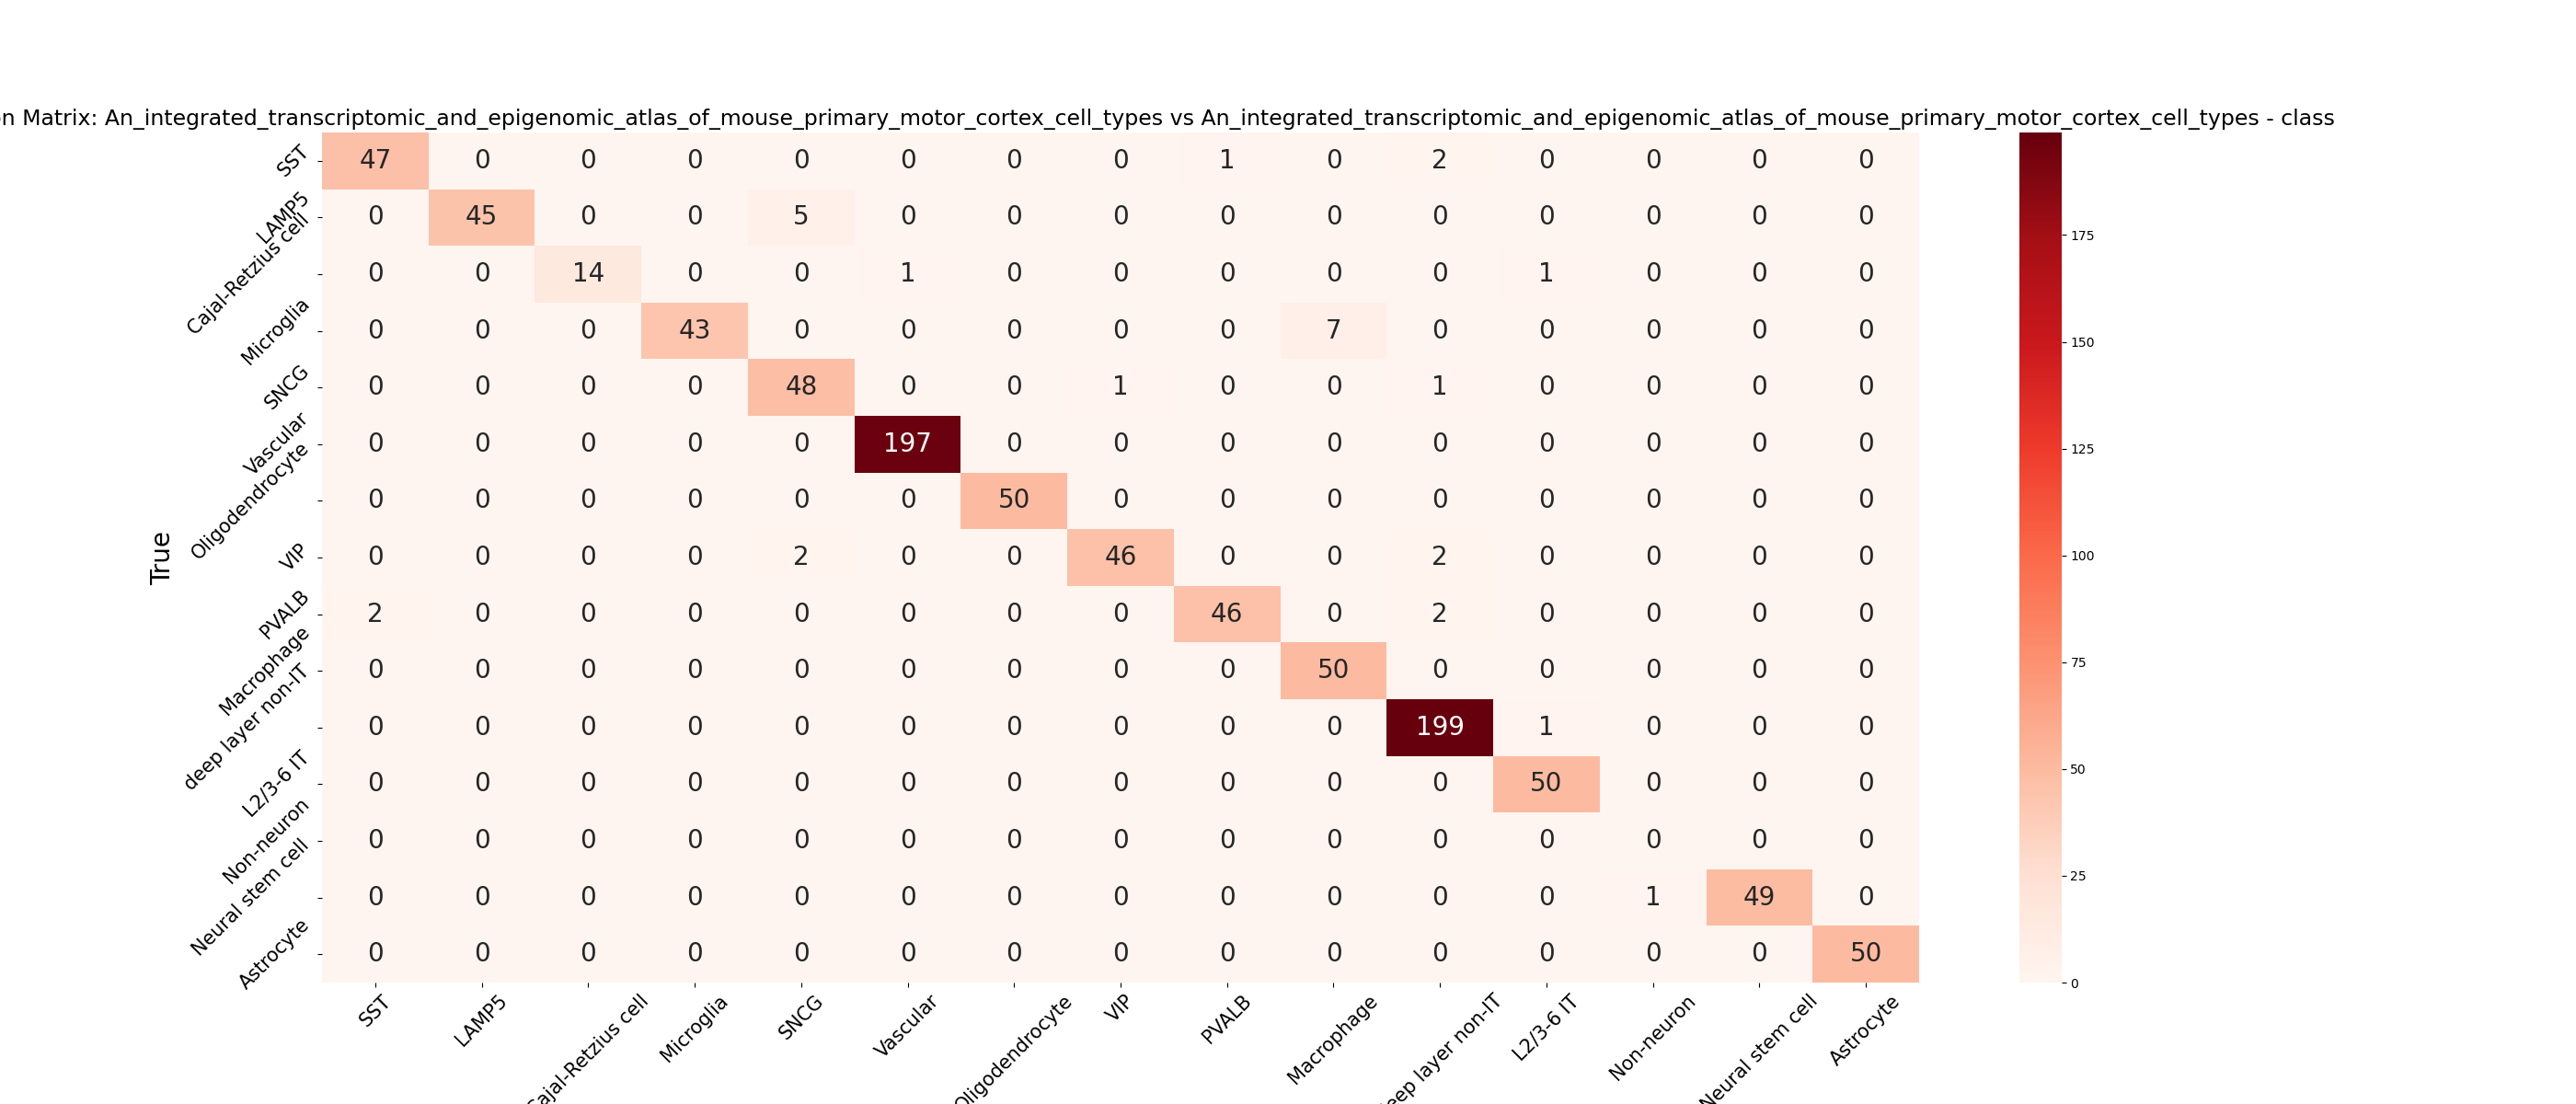 n Matrix: An_integrated_transcriptomic_and_epigenomic_atlas_of_mouse_primary_motor_cortex_cell_types vs An_integrated_transcriptomic_and_epigenomic_atlas_of_mouse_primary_motor_cortex_cell_types - class
SST 47 0 0 0 0 0 0 0 1 0 2 0 0 0 0
LAMP5 0 45 0 0 5 0 0 0 0 0 0 0 0 0 0
Cajal-Retzius cell 0 0 14 0 0 1 0 0 0 0 0 1 0 0 0
Microglia 0 0 0 43 0 0 0 0 0 7 0 0 0 0 0
SNCG 0 0 0 0 48 0 0 1 0 0 1 0 0 0 0
Vascular 0 0 0 0 0 197 0 0 0 0 0 0 0 0 0
Oligodendrocyte 0 0 0 0 0 0 50 0 0 0 0 0 0 0 0
VIP 0 0 0 0 2 0 0 46 0 0 2 0 0 0 0
PVALB 2 0 0 0 0 0 0 0 46 0 2 0 0 0 0
Macrophage 0 0 0 0 0 0 0 0 0 50 0 0 0 0 0
deep layer non-IT 0 0 0 0 0 0 0 0 0 0 199 1 0 0 0
L2/3-6 IT 0 0 0 0 0 0 0 0 0 0 0 50 0 0 0
Non-neuron 0 0 0 0 0 0 0 0 0 0 0 0 0 0 0
Neural stem cell 0 0 0 0 0 0 0 0 0 0 0 0 1 49 0
Astrocyte 0 0 0 0 0 0 0 0 0 0 0 0 0 0 50
True
SST
LAMP5
Cajal-Retzius cell
Microglia
SNCG
Vascular
Oligodendrocyte
VIP
PVALB
Macrophage
eep layer non-IT
L2/3-6 IT
Non-neuron
Neural stem cell
Astrocyte
175
150
125
100
75
50
25
0